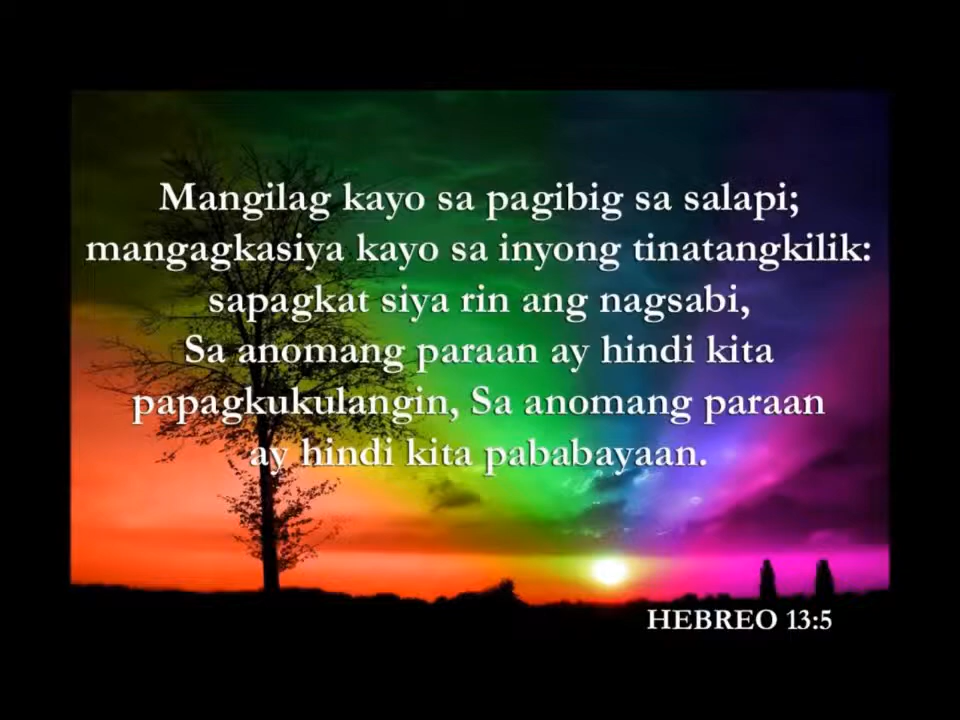 Mangilag kayo sa pagibig sa salapi;
mangagkasiya kayo sa inyong tinatangkilik:
sapagkat siya rin ang nagsabi,
Sa anomang paraan ay hindi kita
papagkukulangin, Sa anomang paraan
ay hindi kita pababayaan.
HEBREO 13:5